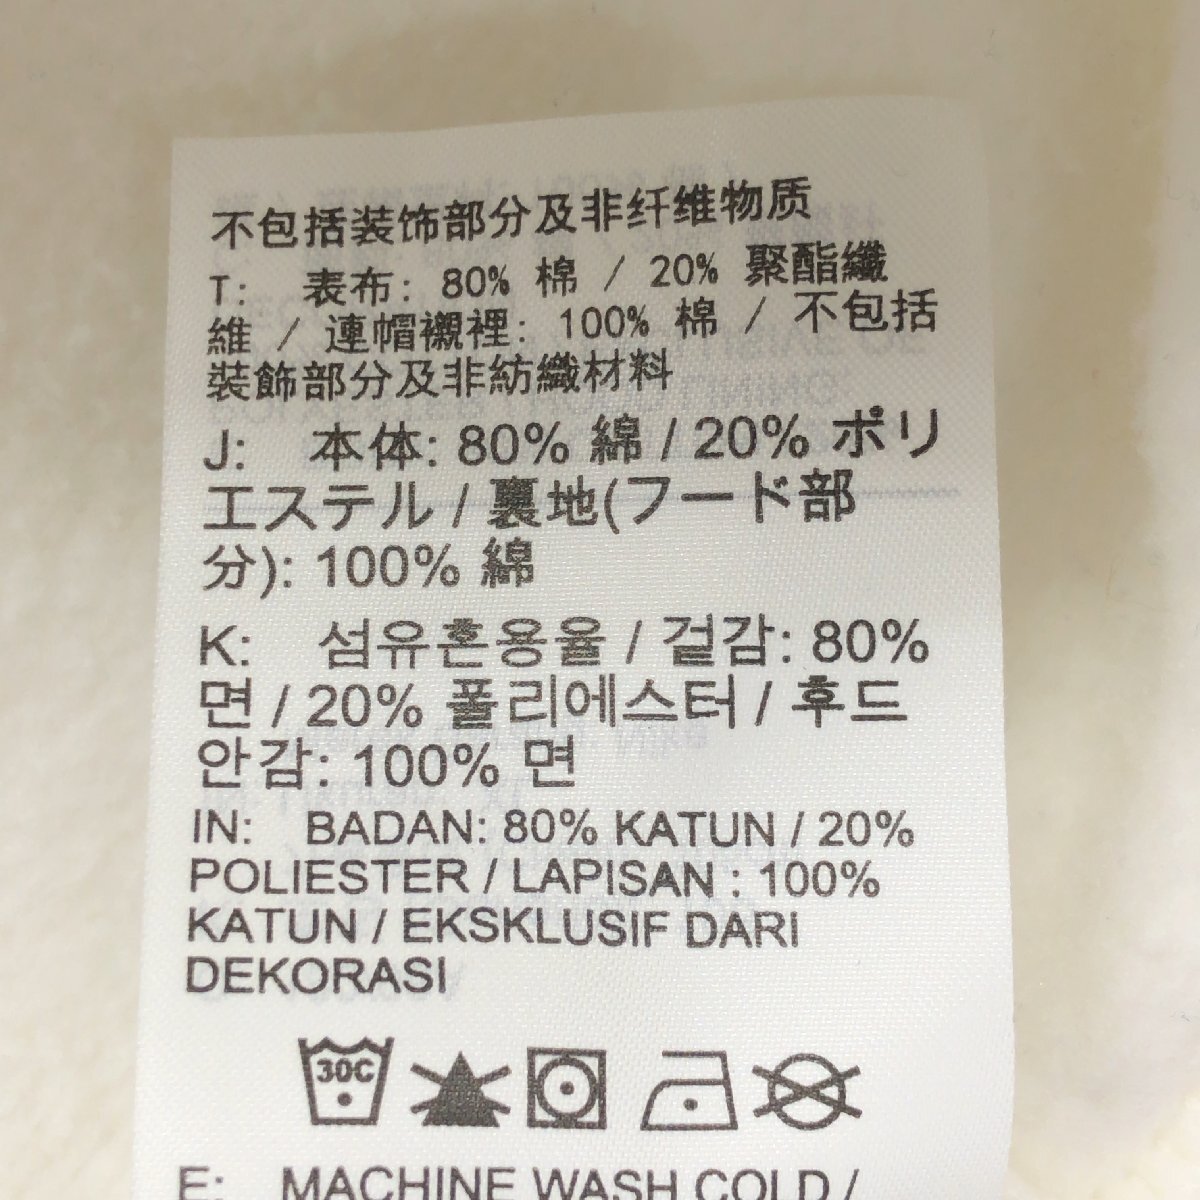 不包括装饰部分及非纤维物质
T: 表布: 80% 棉 / 20% 聚酯纖
維 / 連帽襯裡: 100% 棉 / 不包括
裝飾部分及非紡織材料
J: 本体: 80% 綿 / 20% ポリ
エステル / 裏地(フード部
分): 100% 綿
K: 섬유혼용율 / 겉감: 80%
면 / 20% 폴리에스터 / 후드
안감: 100% 면
IN: BADAN: 80% KATUN / 20%
POLIESTER / LAPISAN : 100%
KATUN / EKSKLUSIF DARI
DEKORASI
30C
E: MACHINE WASH COLD /